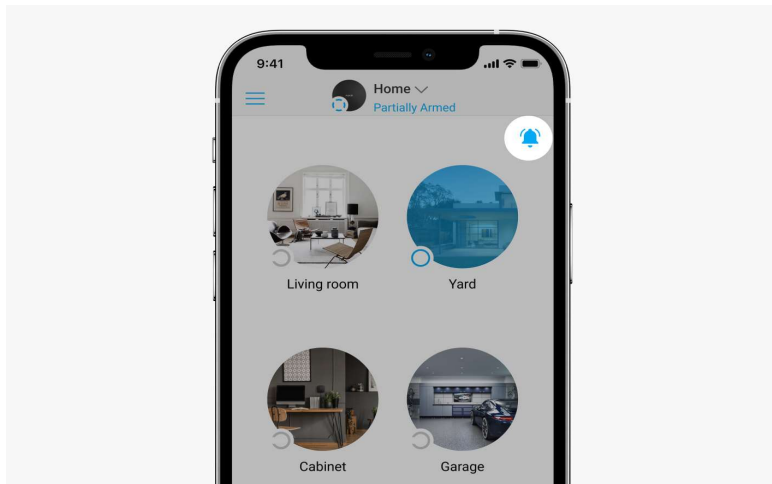 9:41
Home
Partially Armed
Living room
Yard
Cabinet
Garage